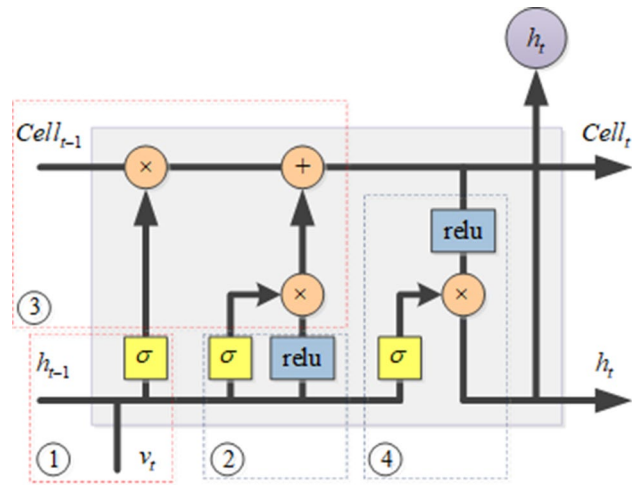 h_t
Cell_{t-1}
Cell_t
×
+
relu
×
×
③
σ
σ
relu
σ
h_{t-1}
h_t
①
v_t
②
④